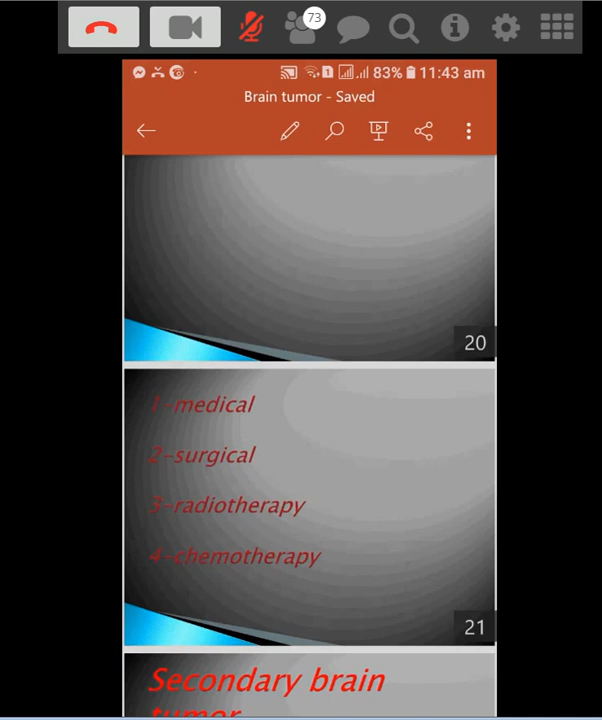 73
83% 11:43 am
Brain tumor - Saved
20
1-medical
2-surgical
3-radiotherapy
4-chemotherapy
21
Secondary brain
tumor